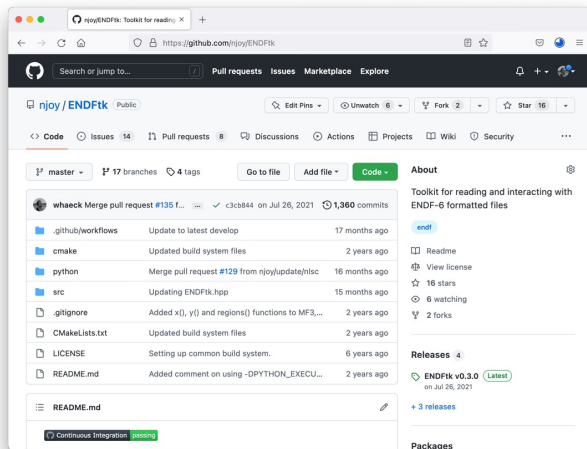 njoy/ENDFtk: Toolkit for reading
https://github.com/njoy/ENDFtk
Search or jump to... / Pull requests Issues Marketplace Explore
njoy / ENDFtk Public Edit Pins Unwatch 6 Fork 2 Star 16
<> Code Issues 14 Pull requests 8 Discussions Actions Projects Wiki Security ...
master 17 branches 4 tags Go to file Add file Code
whaeck Merge pull request #135 f... ... c3cb844 on Jul 26, 2021 1,360 commits
.github/workflows Update to latest develop 17 months ago
cmake Updated build system files 2 years ago
python Merge pull request #129 from njoy/update/nlsc 16 months ago
src Updating ENDFtk.hpp 15 months ago
.gitignore Added x(), y() and regions() functions to MF3,... 2 years ago
CMakeLists.txt Updated build system files 2 years ago
LICENSE Setting up common build system. 6 years ago
README.md Added comment on using -DPYTHON_EXECU... 2 years ago
README.md
Continuous Integration passing
About
Toolkit for reading and interacting with
ENDF-6 formatted files
endf
Readme
View license
16 stars
6 watching
2 forks
Releases 4
ENDFtk v0.3.0 Latest
on Jul 26, 2021
+ 3 releases
Packages